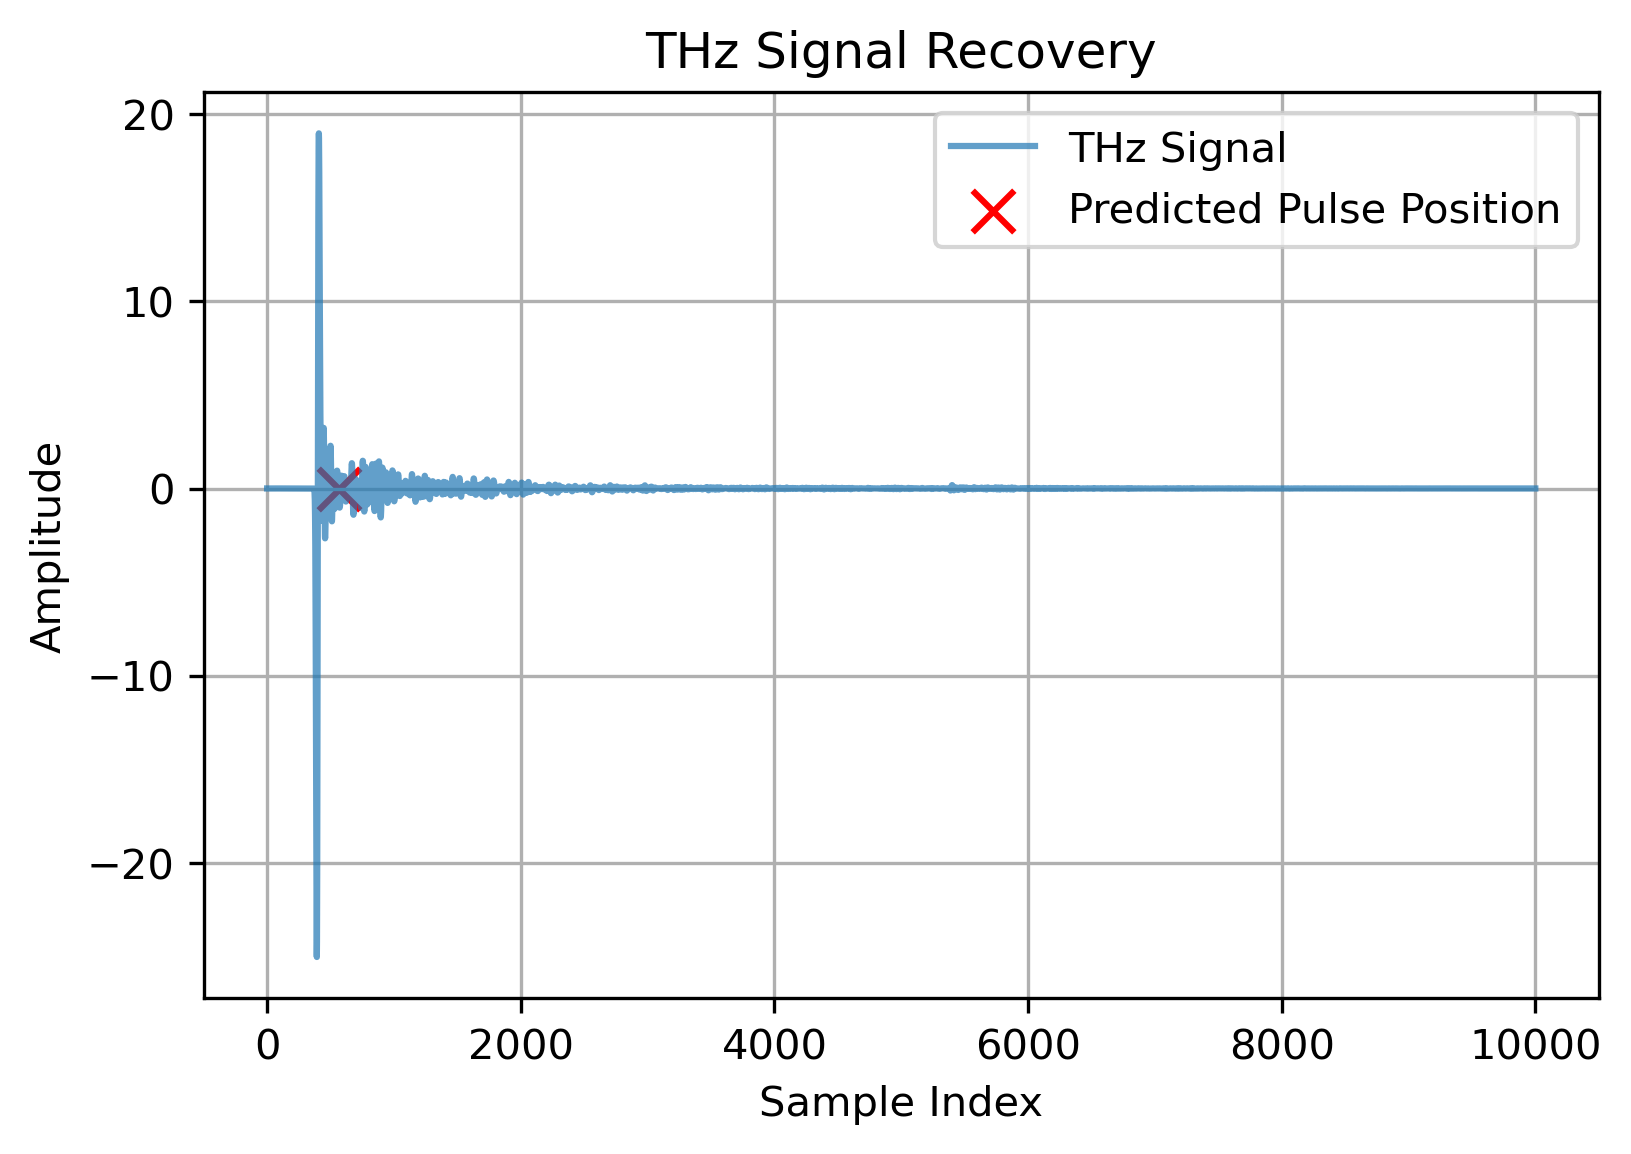 THz Signal Recovery
20
10
0
−10
−20
Amplitude
THz Signal
Predicted Pulse Position
0 2000 4000 6000 8000 10000
Sample Index